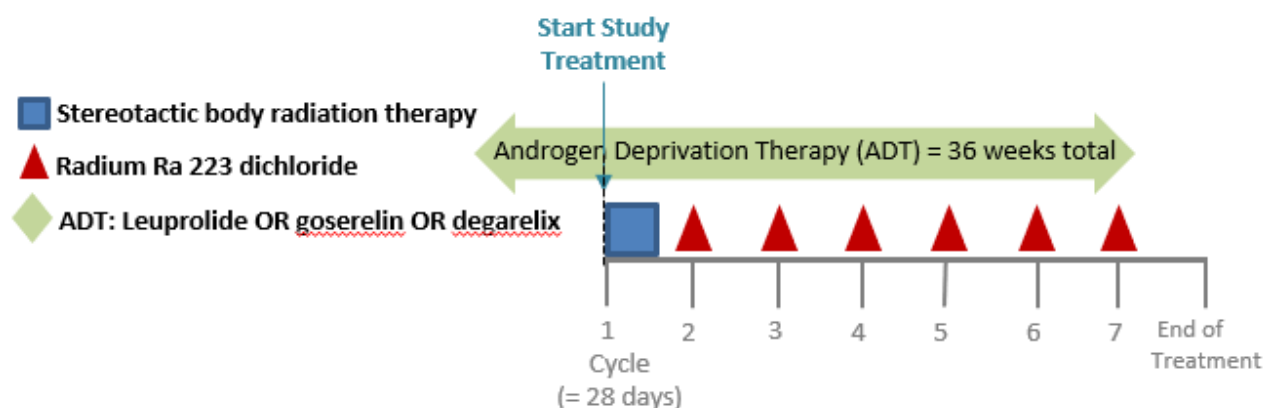 Start Study
Treatment
Stereotactic body radiation therapy
Radium Ra 223 dichloride
ADT: Leuprolide OR goserelin OR degarelix
Androgen Deprivation Therapy (ADT) = 36 weeks total
1 2 3 4 5 6 7 End of
Treatment
Cycle
(= 28 days)